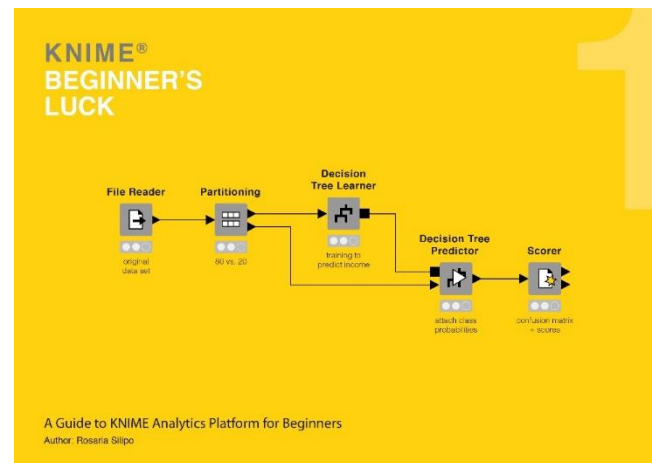 KNIME®
BEGINNER'S
LUCK
1
File Reader
original
data set
Partitioning
80 vs. 20
Decision
Tree Learner
training to
predict income
Decision Tree
Predictor
attach class
probabilities
Scorer
confusion matrix
+ scores
A Guide to KNIME Analytics Platform for Beginners
Author: Rosaria Silipo